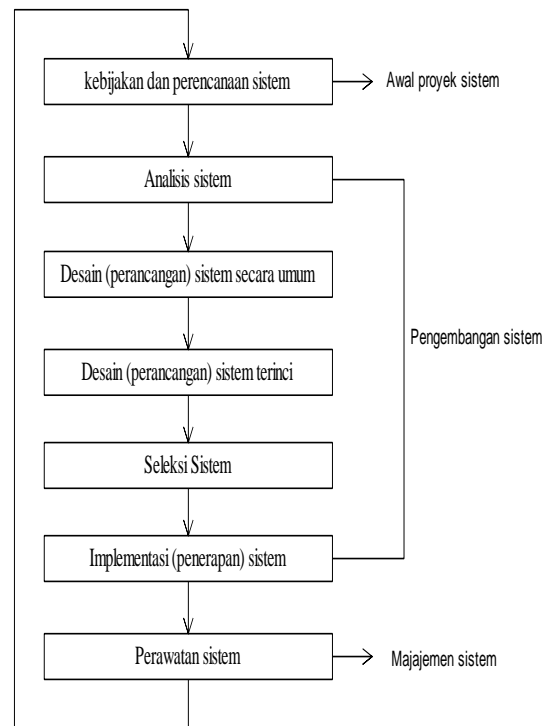 kebijakan dan perencanaan sistem
Awal proyek sistem
Analisis sistem
Desain (perancangan) sistem secara umum
Pengembangan sistem
Desain (perancangan) sistem terinci
Seleksi Sistem
Implementasi (penerapan) sistem
Perawatan sistem
Majajemen sistem